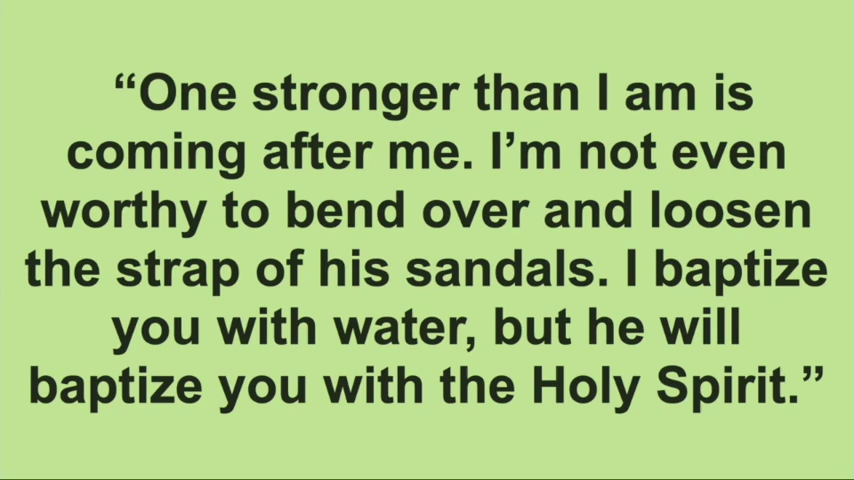 “One stronger than I am is
coming after me. I’m not even
worthy to bend over and loosen
the strap of his sandals. I baptize
you with water, but he will
baptize you with the Holy Spirit.”